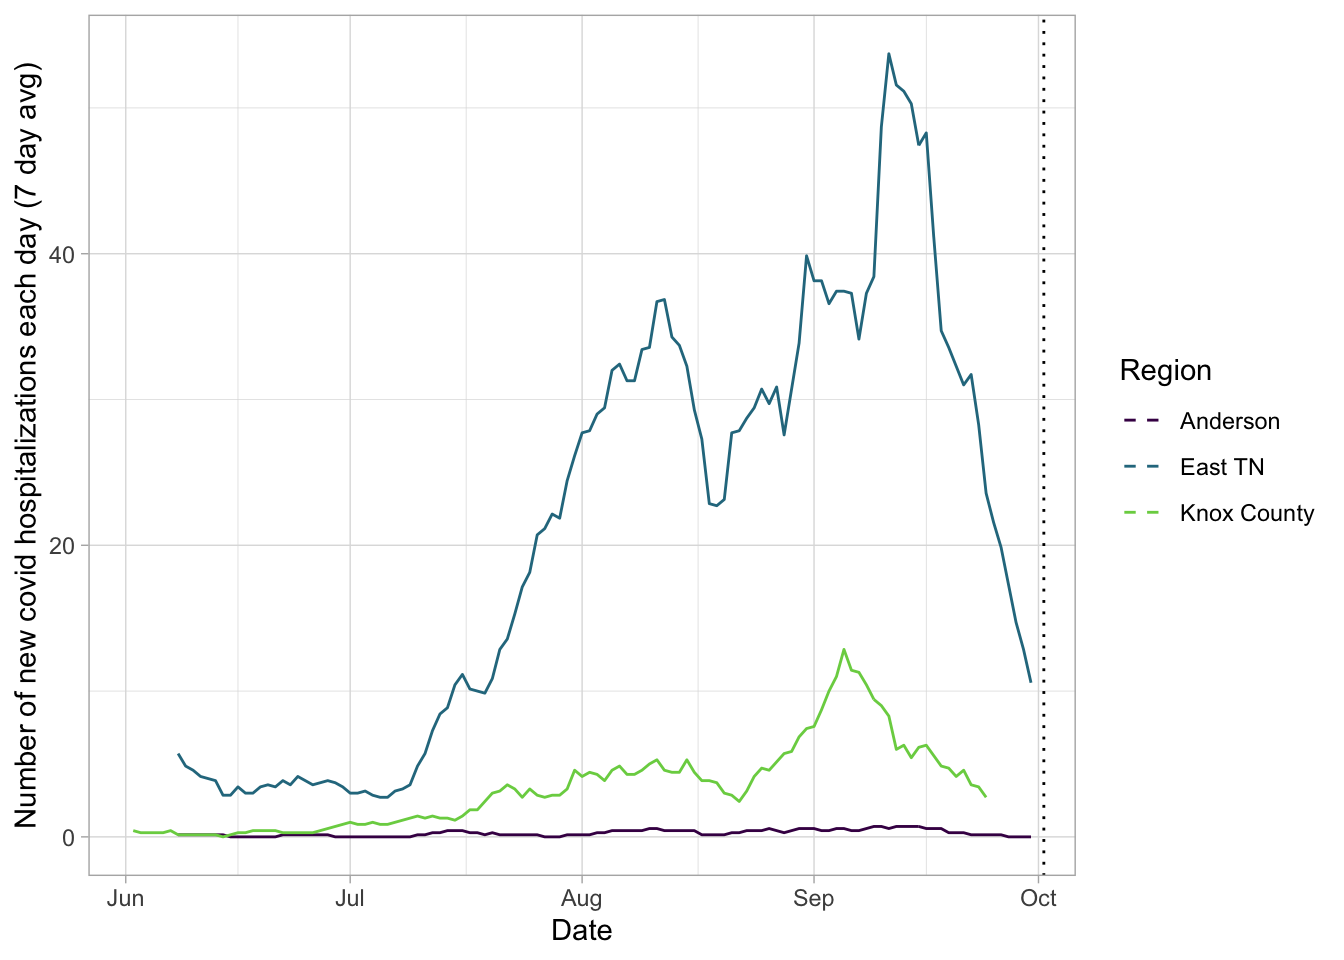 Number of new covid hospitalizations each day (7 day avg)
40
20
0
Jun
Jul
Aug
Sep
Oct
Date
Region
Anderson
East TN
Knox County